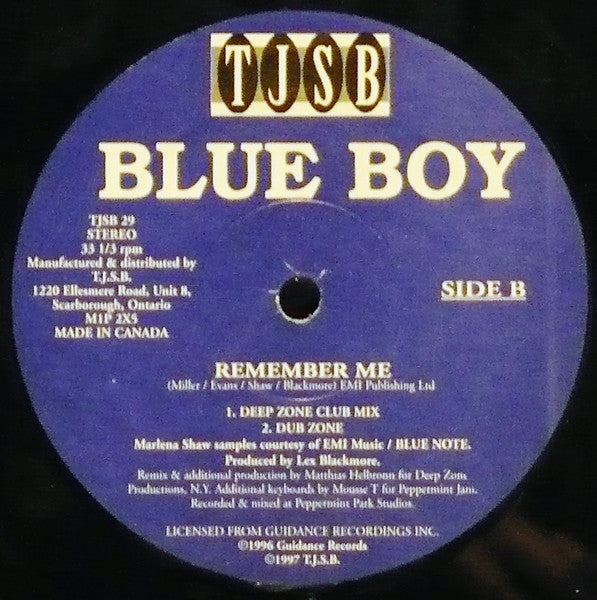 TJSB
BLUE BOY
TJSB 29
STEREO
33 1/3 rpm
Manufactured & distributed by
T.J.S.B.
1220 Ellesmere Road, Unit 8,
Scarborough, Ontario
M1P 2X5
MADE IN CANADA
SIDE B
REMEMBER ME
(Miller / Evans / Shaw / Blackmore) EMI Publishing Ltd
1. DEEP ZONE CLUB MIX
2. DUB ZONE
Marlena Shaw samples courtesy of EMI Music / BLUE NOTE.
Produced by Lex Blackmore.
Remix & additional production by Matthias Heilbronn for Deep Zone
Productions, N.Y. Additional keyboards by Mousse T für Peppermint Jam.
Recorded & mixed at Peppermint Park Studios.
LICENSED FROM GUIDANCE RECORDINGS INC.
©1996 Guidance Records
©1997 T.J.S.B.